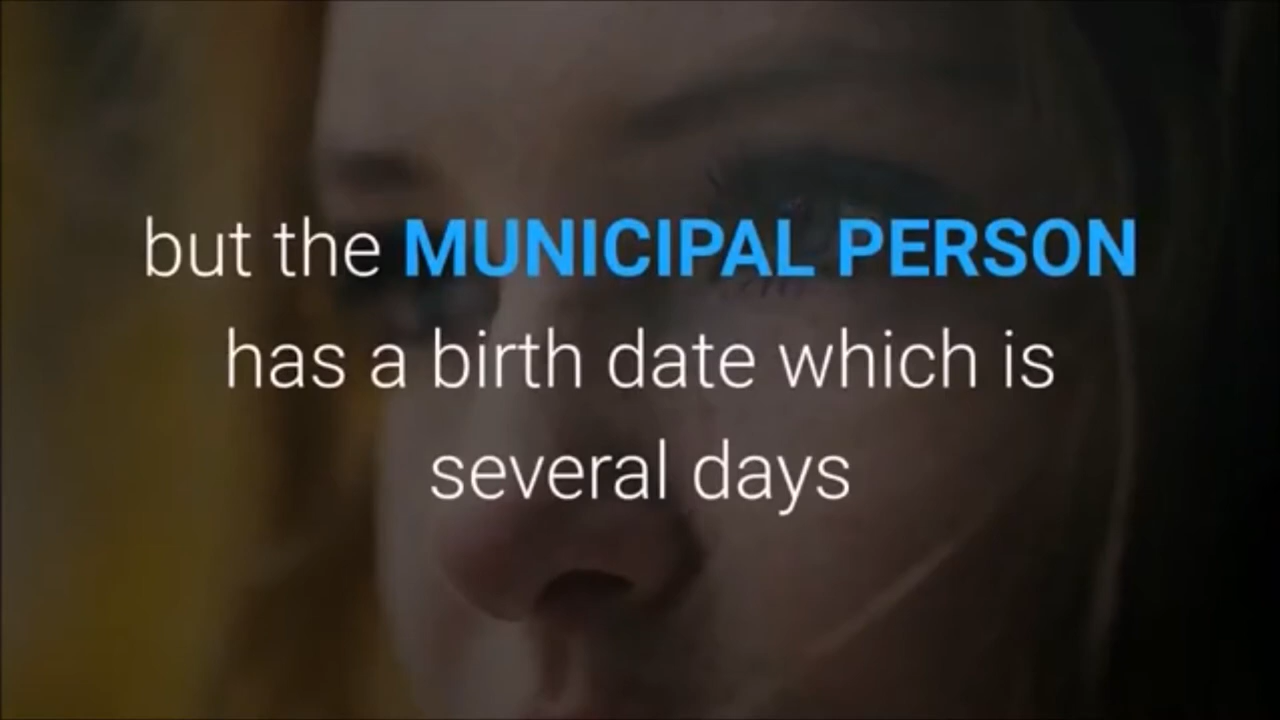 but the MUNICIPAL PERSON
has a birth date which is
several days